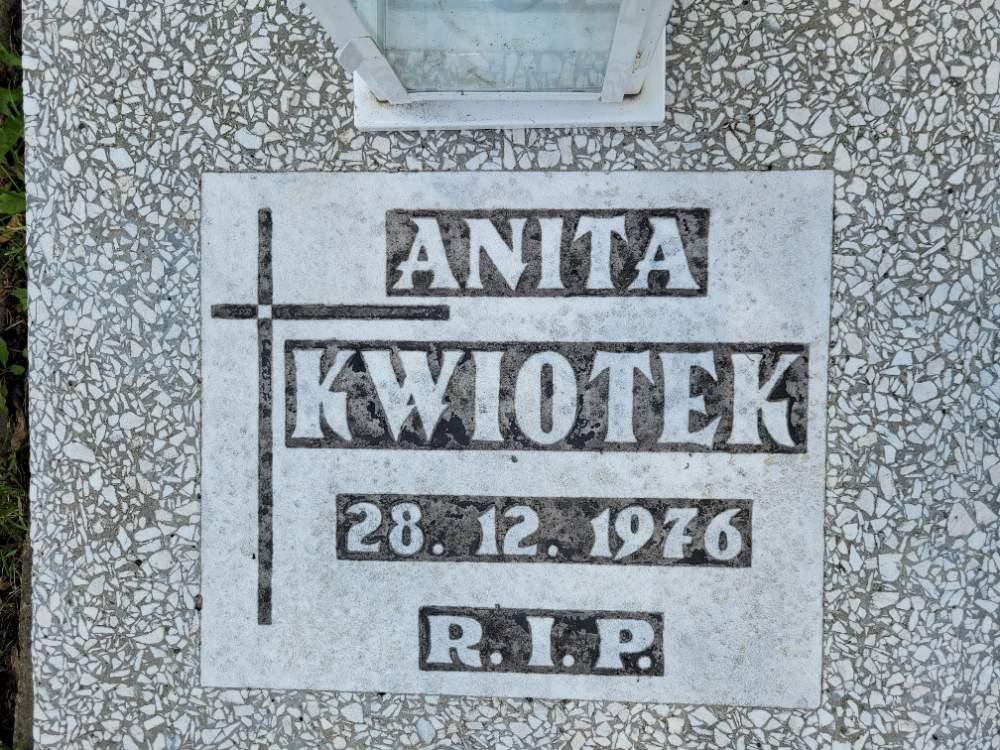 ANITA
KWIOTEK
28. 12. 1976
R. I. P.